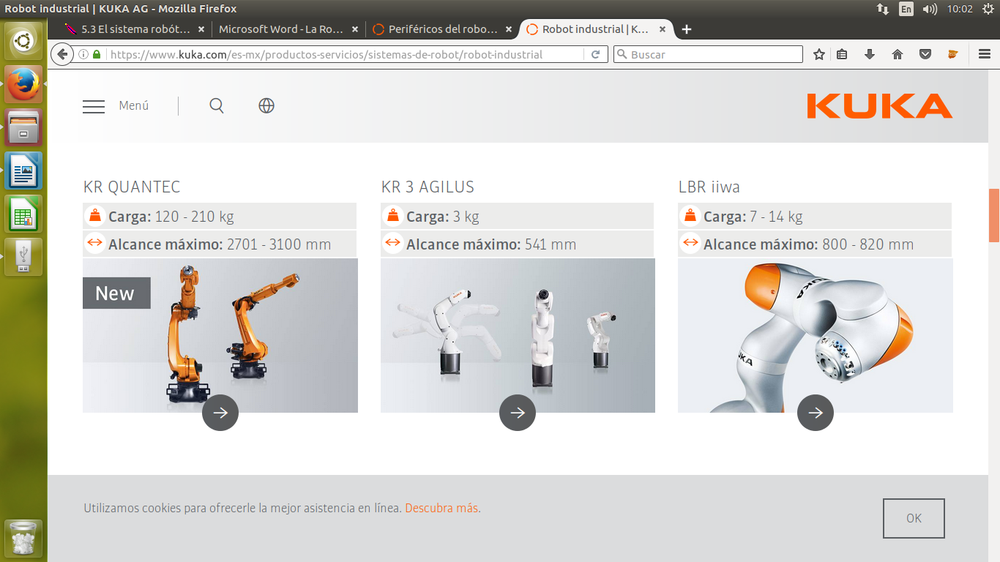 Robot industrial | KUKA AG - Mozilla Firefox
En
10:02
5.3 El sistema robót...
Microsoft Word - La Ro...
Periféricos del robo...
Robot industrial | K...
https://www.kuka.com/es-mx/productos-servicios/sistemas-de-robot/robot-industrial
Buscar
Menú
KUKA
KR QUANTEC
Carga: 120 - 210 kg
Alcance máximo: 2701 - 3100 mm
New
KR 3 AGILUS
Carga: 3 kg
Alcance máximo: 541 mm
KUKA
LBR iiwa
Carga: 7 - 14 kg
Alcance máximo: 800 - 820 mm
KUKA
UKA
Utilizamos cookies para ofrecerle la mejor asistencia en línea. Descubra más.
OK